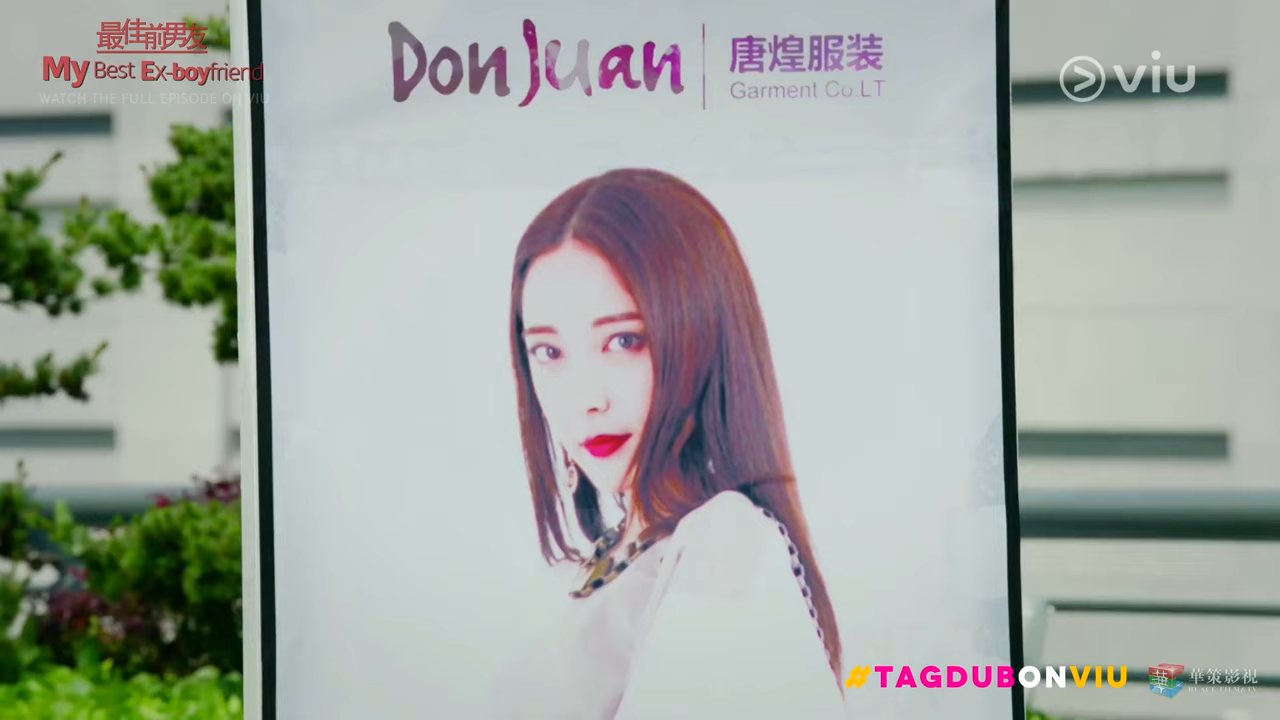 最佳前男友
My Best Ex-boyfriend
WATCH THE FULL EPISODE ON VIU
Don Juan
唐煌服装
Garment Co LT
viu
#TAGDUBONVIU
華策影視